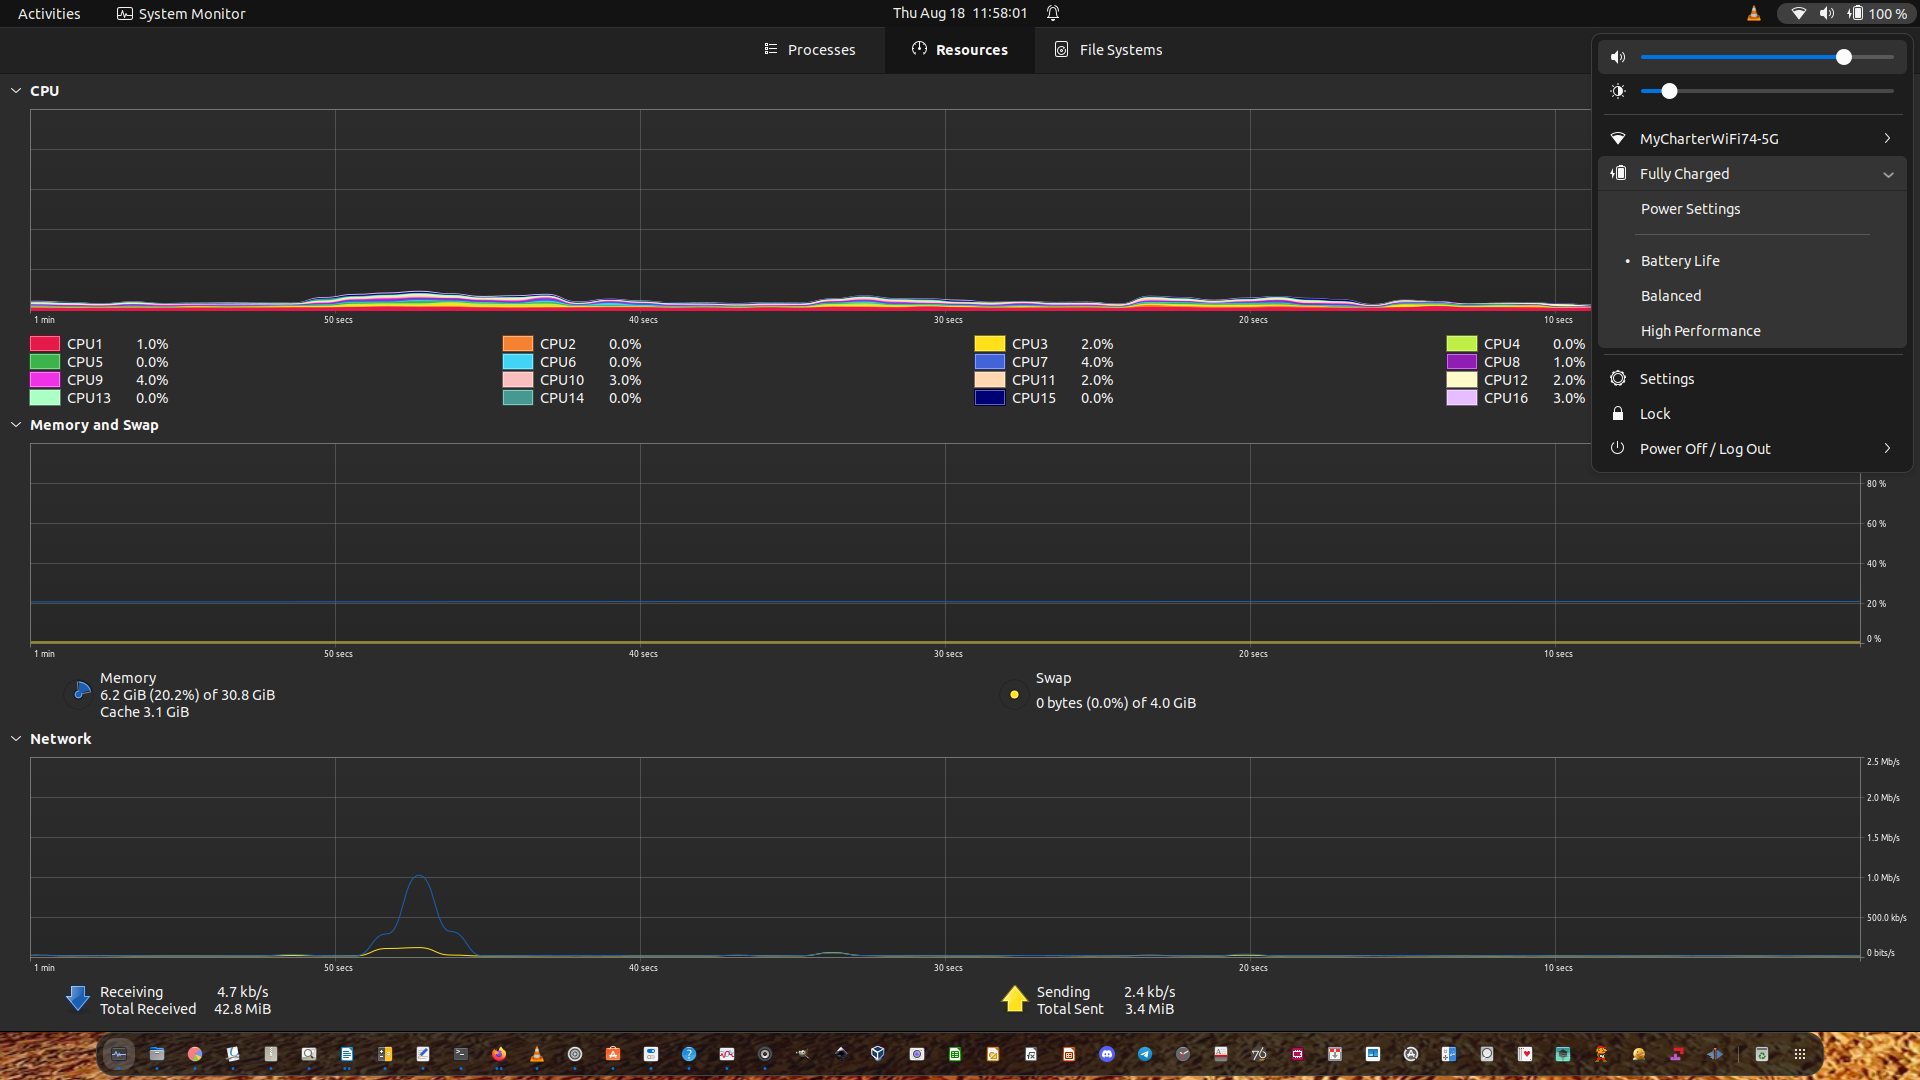 Activities System Monitor Thu Aug 18 11:58:01 100 %
Processes Resources File Systems
CPU
1 min 50 secs 40 secs 30 secs 20 secs 10 secs
CPU1 1.0% CPU2 0.0% CPU3 2.0% CPU4 0.0%
CPU5 0.0% CPU6 0.0% CPU7 4.0% CPU8 1.0%
CPU9 4.0% CPU10 3.0% CPU11 2.0% CPU12 2.0%
CPU13 0.0% CPU14 0.0% CPU15 0.0% CPU16 3.0%
MyCharterWiFi74-5G
Fully Charged
Power Settings
• Battery Life
Balanced
High Performance
Settings
Lock
Power Off / Log Out
Memory and Swap
80 %
60 %
40 %
20 %
0 %
1 min 50 secs 40 secs 30 secs 20 secs 10 secs
Memory
6.2 GiB (20.2%) of 30.8 GiB
Cache 3.1 GiB
Swap
0 bytes (0.0%) of 4.0 GiB
Network
2.5 Mb/s
2.0 Mb/s
1.5 Mb/s
1.0 Mb/s
500.0 kb/s
0 bits/s
1 min 50 secs 40 secs 30 secs 20 secs 10 secs
Receiving 4.7 kb/s
Total Received 42.8 MiB
Sending 2.4 kb/s
Total Sent 3.4 MiB
76